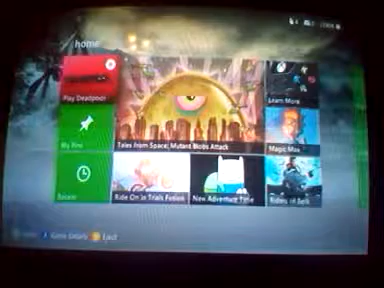 home
Play Deadpool
Learn More
My Pins
Tales from Space: Mutant Blobs Attack
Magic Max
Recent
Ride On in Trials Fusion
New Adventure Time
Riders of Berk
Game Details
Exit